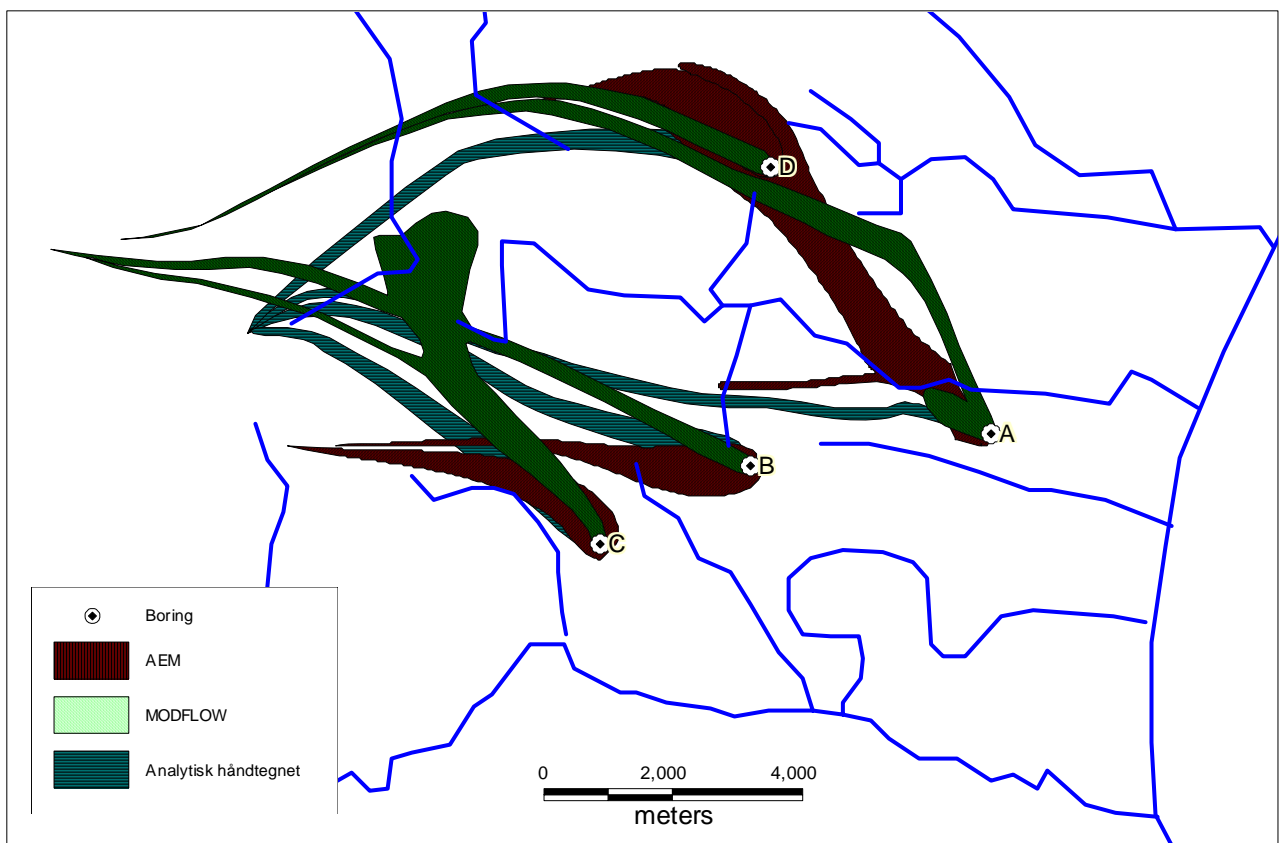 D
A
B
C
Boring
AEM
MODFLOW
Analytisk håndtegnet
0 2,000 4,000
meters